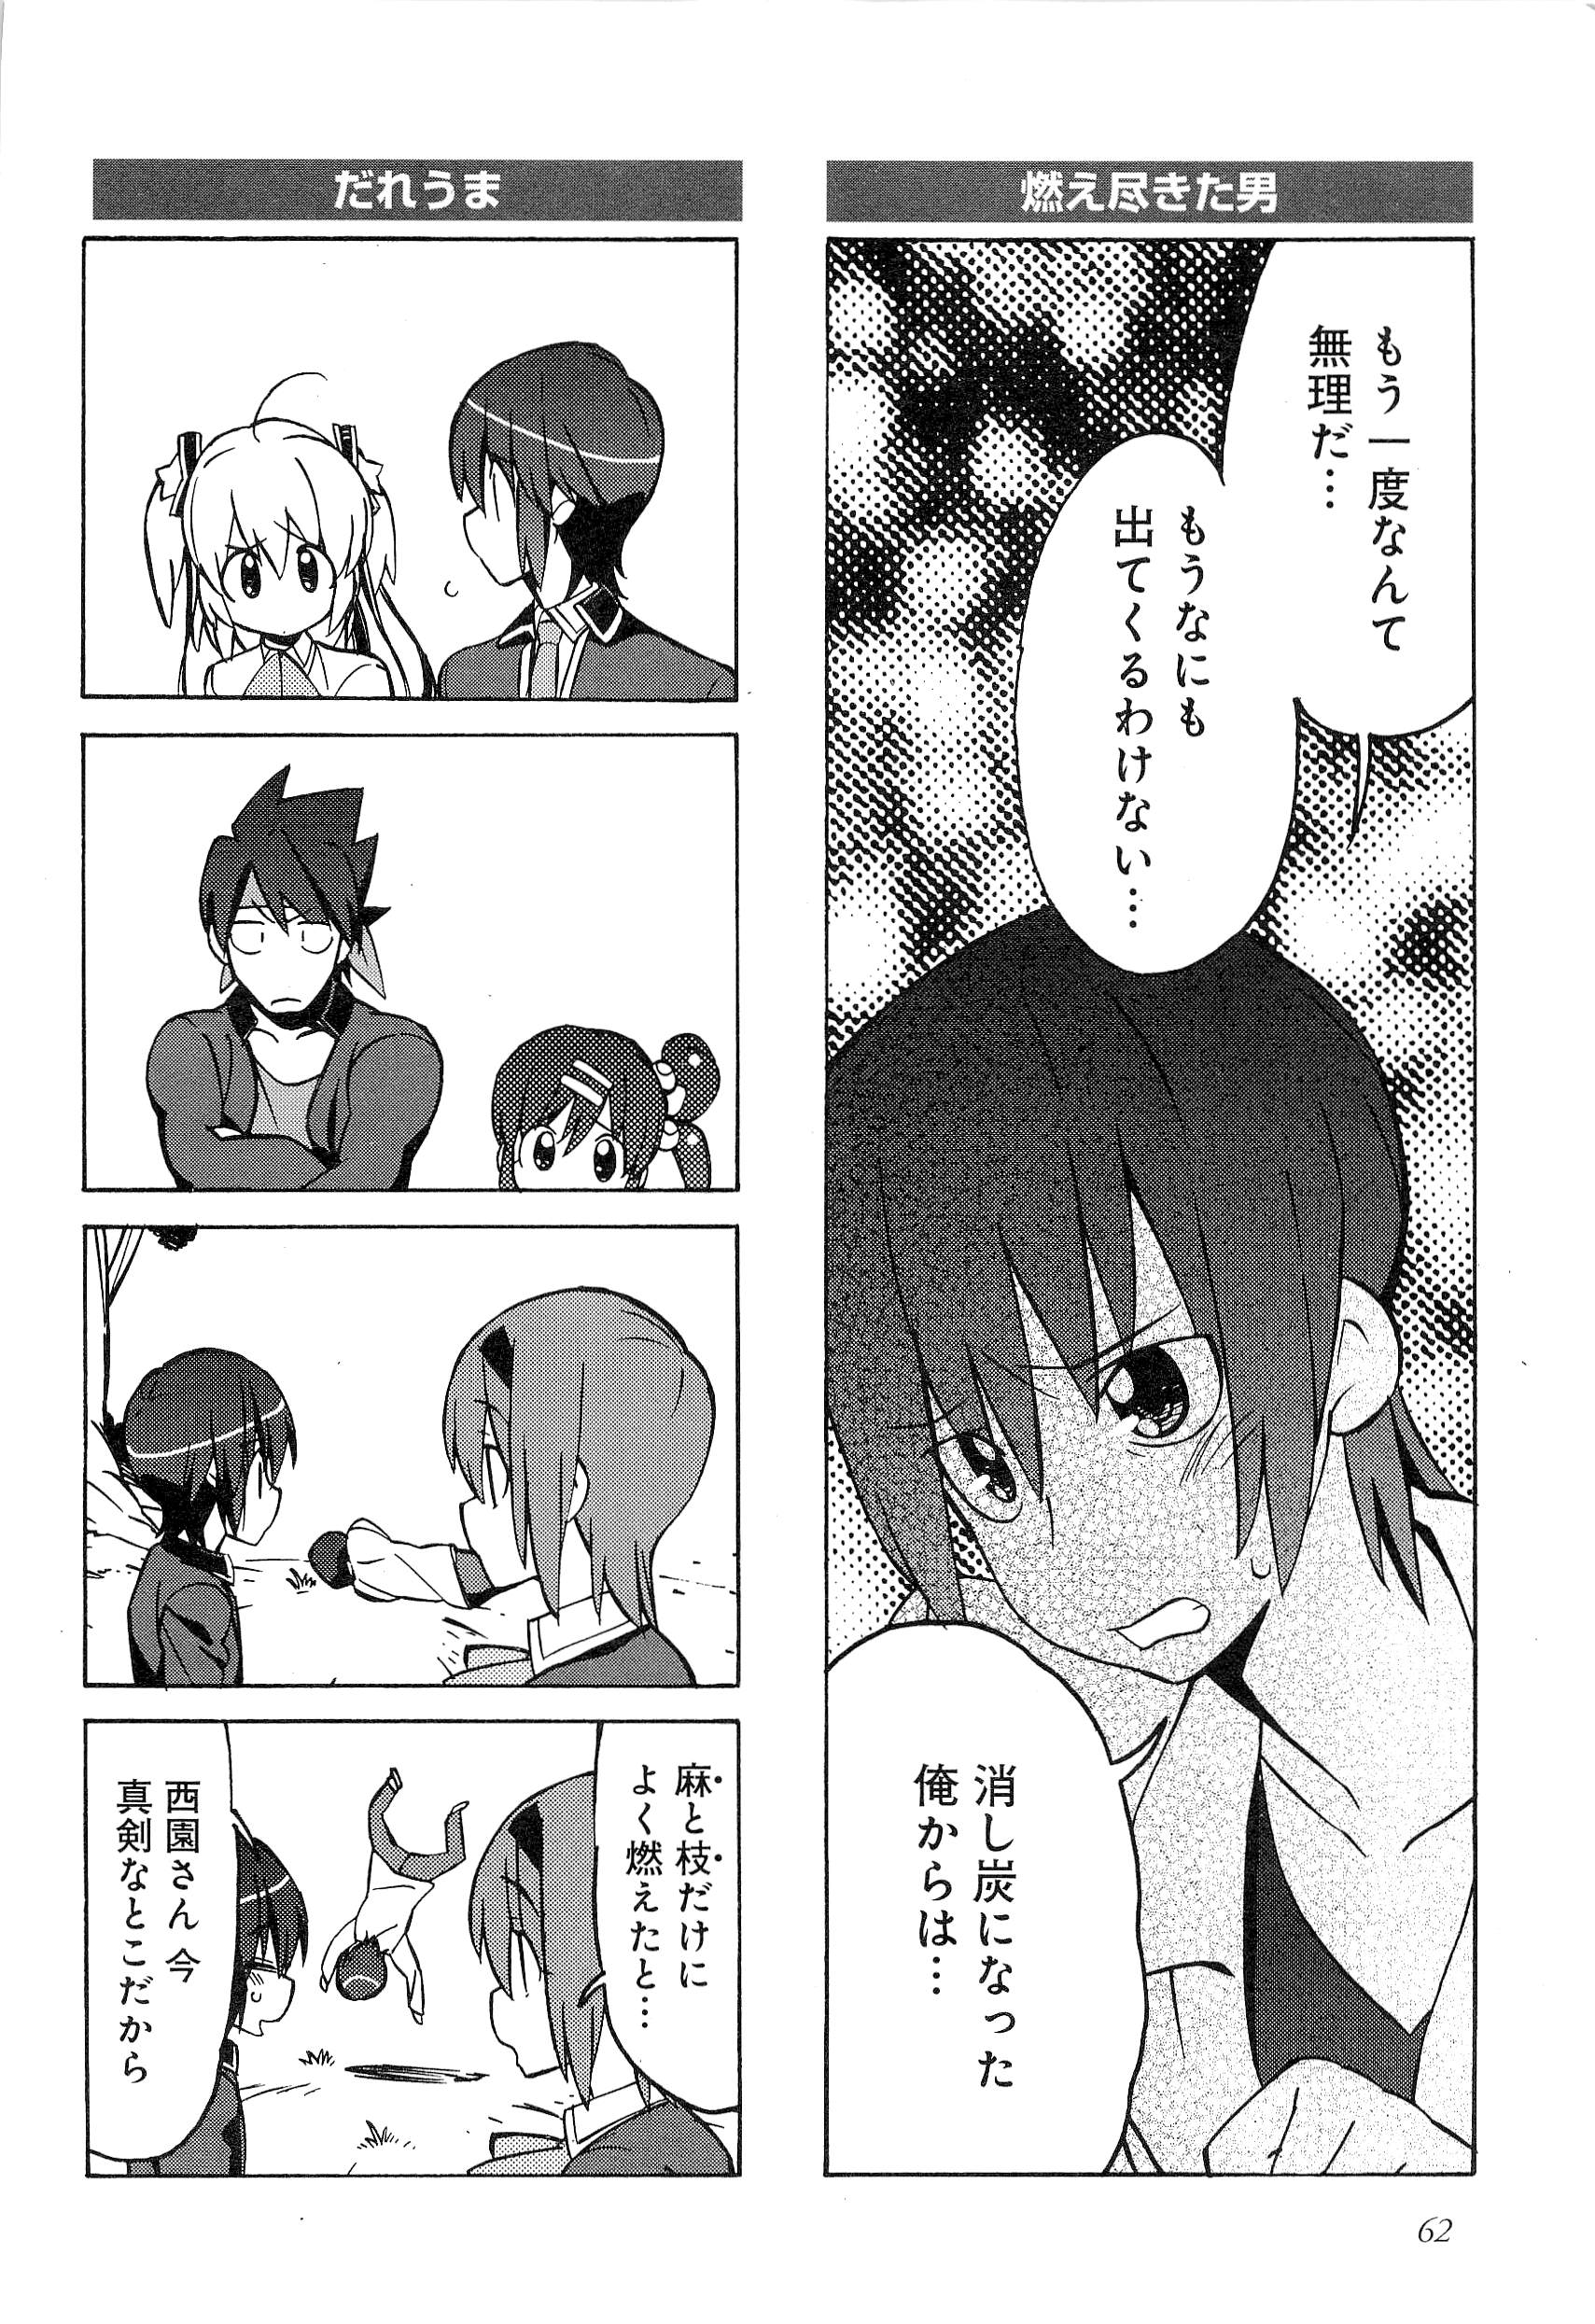 燃え尽きた男
もう一度なんて
無理だ…
もうなにも
出てくるわけない…
消し炭になった
俺からは…
だれうま
麻と枝だけに
よく燃えたと…
西園さん 今
真剣なとこだから
62